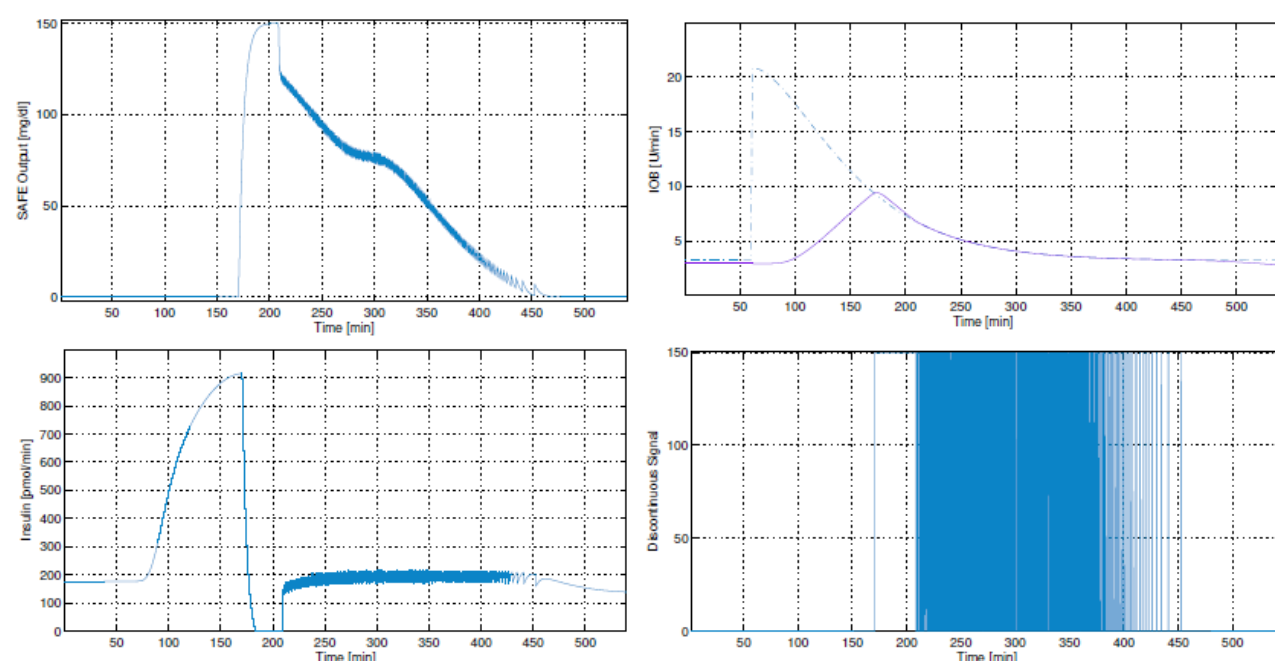 150
100
50
0
SAFE Output [mg/dl]
50 100 150 200 250 300 350 400 450 500
Time [min]
20
15
10
5
IOB [ U/min]
50 100 150 200 250 300 350 400 450 500
Time [min]
900
800
700
600
500
400
300
200
100
0
Insulin [pmol/min]
50 100 150 200 250 300 350 400 450 500
Time [min]
150
100
50
0
Discontinuous Signal
50 100 150 200 250 300 350 400 450 500
Time [min]